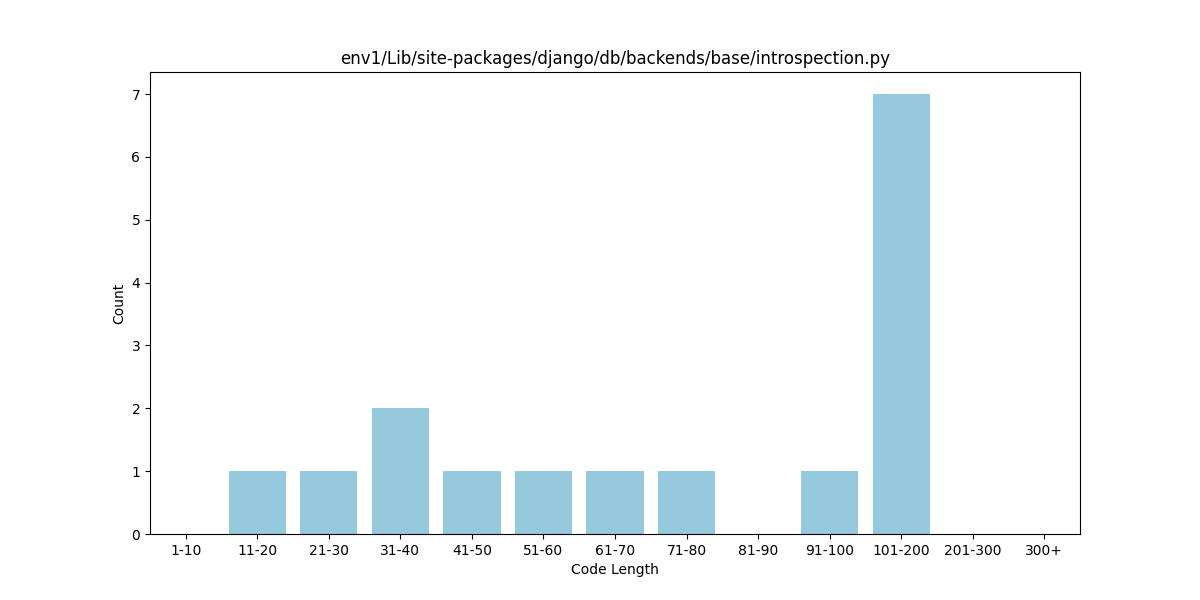 env1/Lib/site-packages/django/db/backends/base/introspection.py
7
6
5
4
3
2
1
0
Count
1-10 11-20 21-30 31-40 41-50 51-60 61-70 71-80 81-90 91-100 101-200 201-300 300+
Code Length